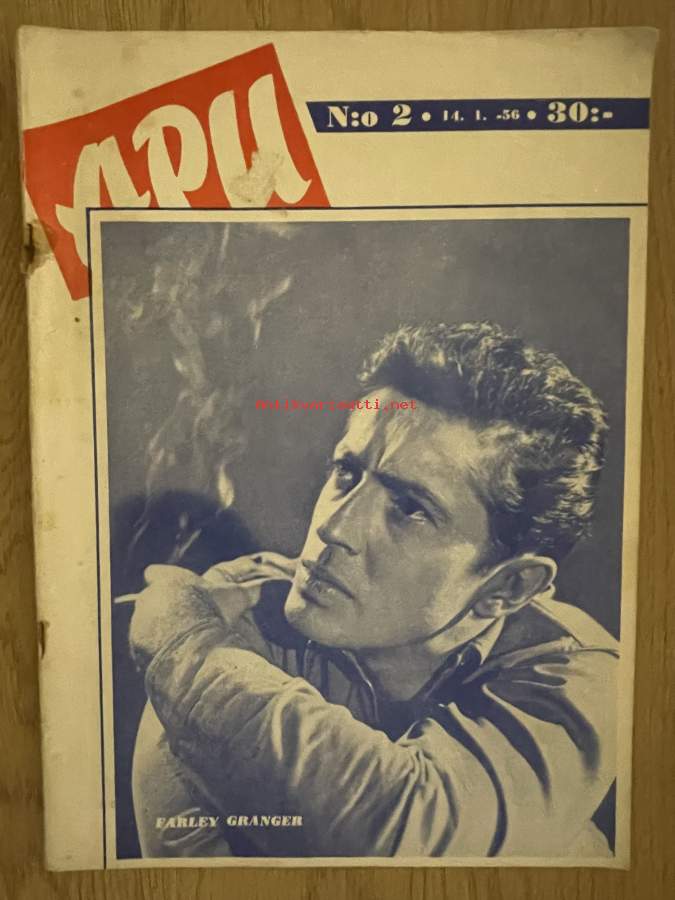 APU
N:o 2 • 14. 1. -56 • 30:-
Antikvariaatti.net
FARLEY GRANGER